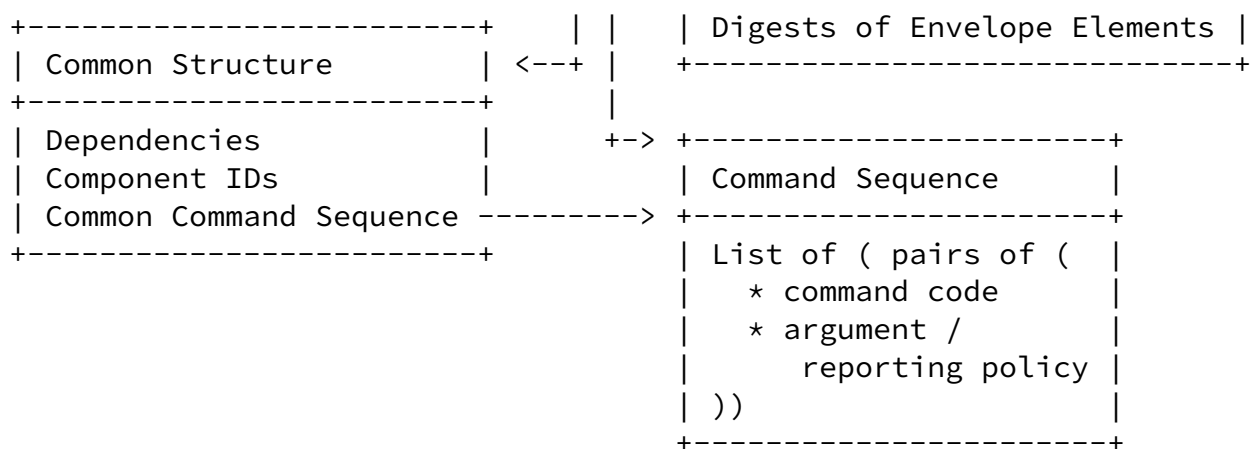 +-------------------------+    | |   | Digests of Envelope Elements |
| Common Structure        | <--+ |   +------------------------------+
+-------------------------+      |
| Dependencies            |      +-> +-----------------------+
| Component IDs           |          | Command Sequence      |
| Common Command Sequence ---------> +-----------------------+
+-------------------------+          | List of ( pairs of (  |
                                     |   * command code      |
                                     |   * argument /        |
                                     |      reporting policy |
                                     | ))                    |
                                     +-----------------------+